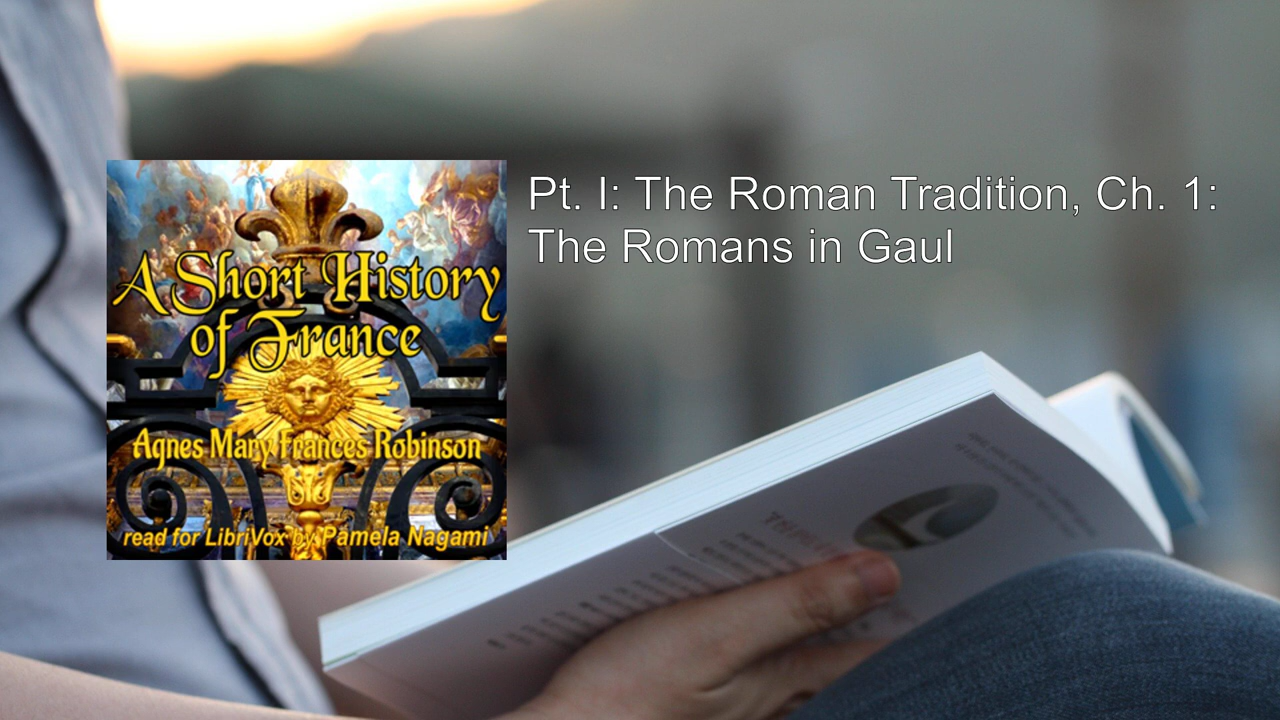 A Short History
of France
Agnes Mary Frances Robinson
read for LibriVox by Pamela Nagami
Pt. I: The Roman Tradition, Ch. 1:
The Romans in Gaul